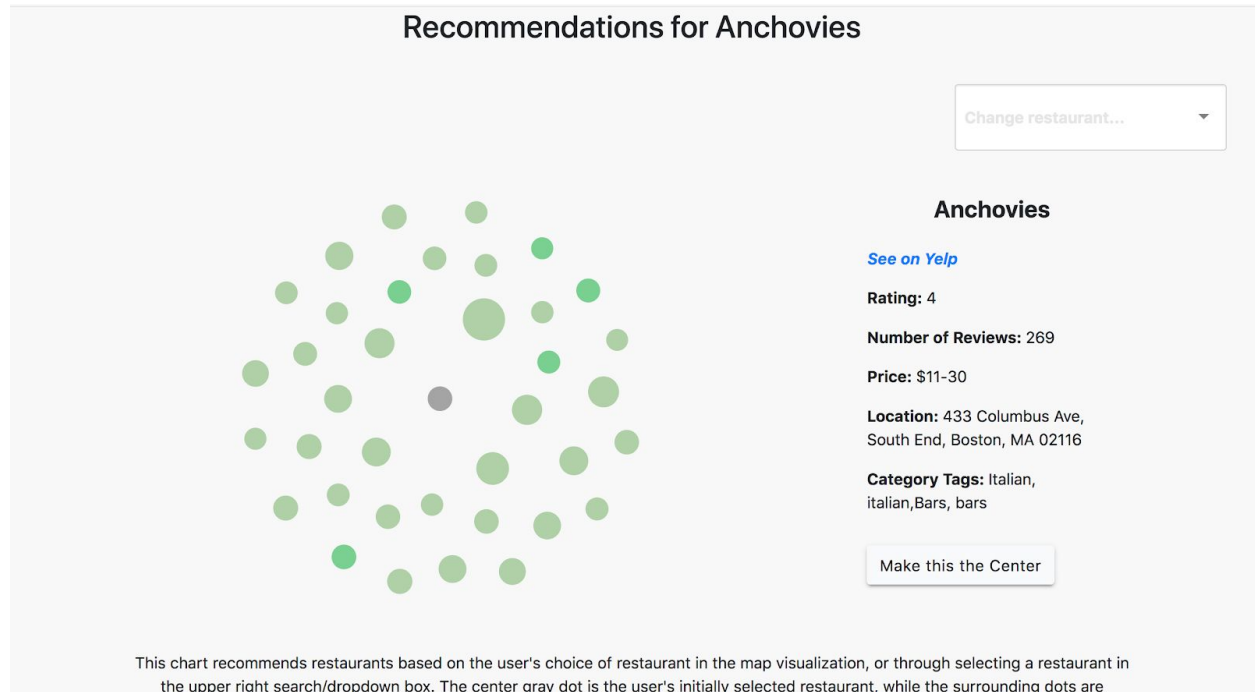 Recommendations for Anchovies
Change restaurant...
Anchovies
See on Yelp
Rating: 4
Number of Reviews: 269
Price: $11-30
Location: 433 Columbus Ave,
South End, Boston, MA 02116
Category Tags: Italian,
italian,Bars, bars
Make this the Center
This chart recommends restaurants based on the user's choice of restaurant in the map visualization, or through selecting a restaurant in
the upper right search/dropdown box. The center gray dot is the user's initially selected restaurant, while the surrounding dots are